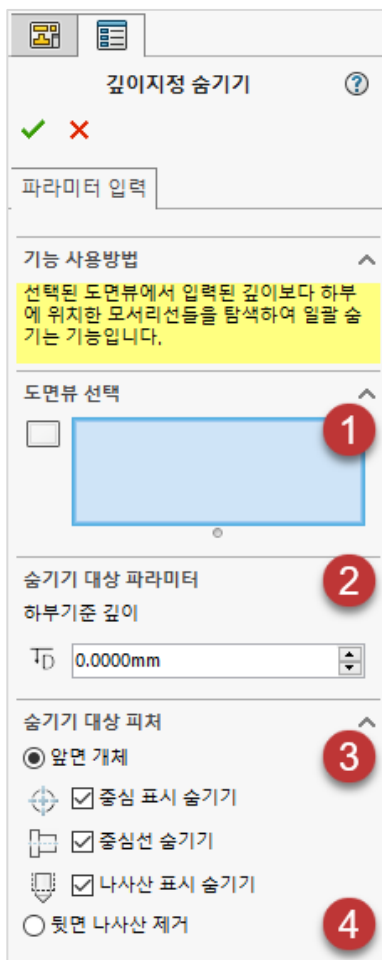 깊이지정 숨기기
파라미터 입력
기능 사용방법
선택된 도면뷰에서 입력된 깊이보다 하부
에 위치한 모서리선들을 탐색하여 일괄 숨
기는 기능입니다.
도면뷰 선택
1
숨기기 대상 파라미터
2
하부기준 깊이
D
0.0000mm
숨기기 대상 피처
앞면 개체
3
중심 표시 숨기기
중심선 숨기기
나사산 표시 숨기기
뒷면 나사산 제거
4